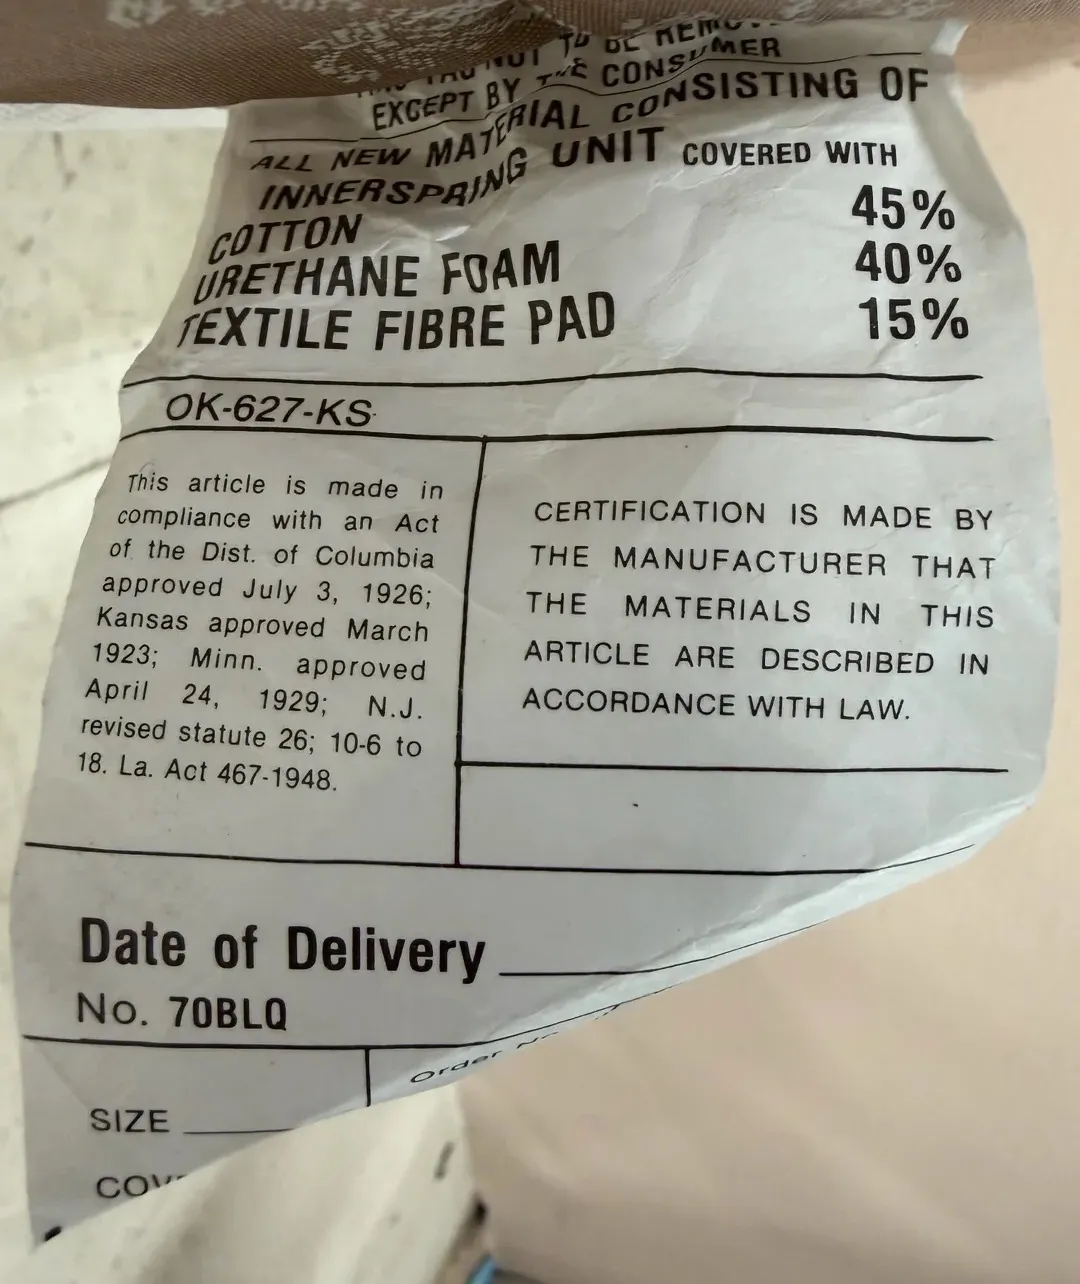 NOT TO BE
EXCEPT BY THE CONSUMER
ALL NEW MATERIAL CONSISTING OF
INNERSPRING UNIT COVERED WITH
COTTON 45%
URETHANE FOAM 40%
TEXTILE FIBRE PAD 15%
OK-627-KS
This article is made in
compliance with an Act
of the Dist. of Columbia
approved July 3, 1926;
Kansas approved March
1923; Minn. approved
April 24, 1929; N.J.
revised statute 26; 10-6 to
18. La. Act 467-1948.
CERTIFICATION IS MADE BY
THE MANUFACTURER THAT
THE MATERIALS IN THIS
ARTICLE ARE DESCRIBED IN
ACCORDANCE WITH LAW.
Date of Delivery
No. 70BLQ
Order
SIZE